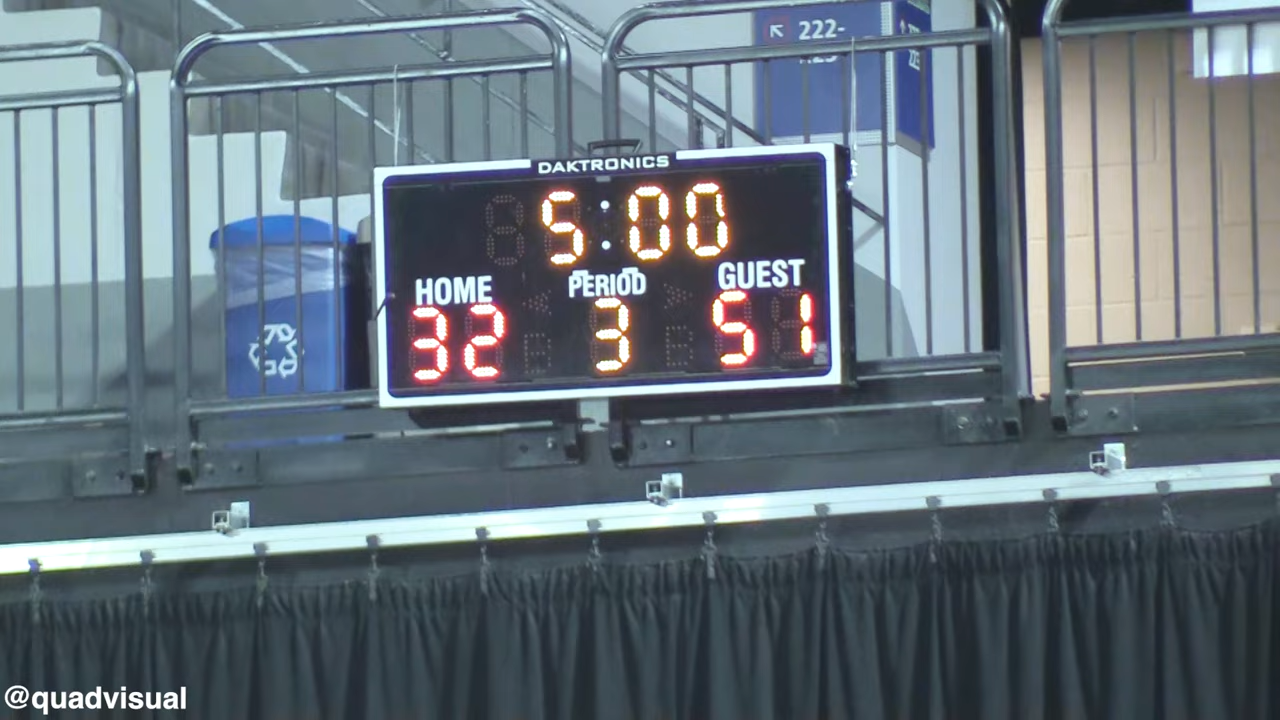 222-
DAKTRONICS
5:00
HOME PERIOD GUEST
32 3 51
@quadvisual